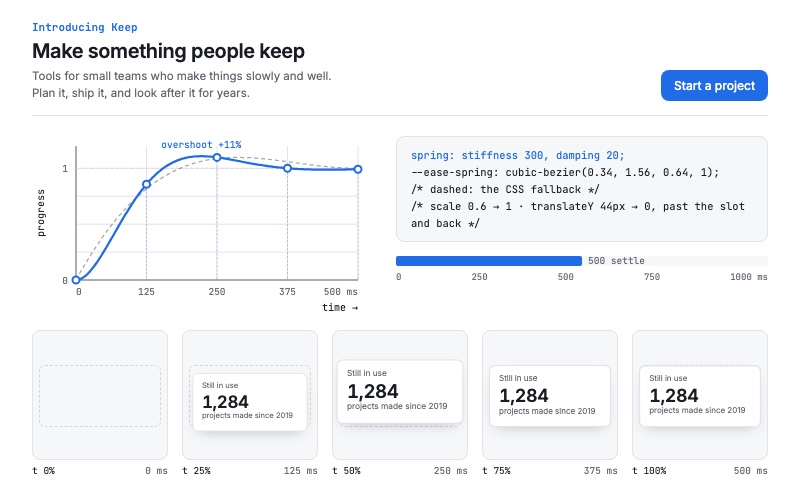 Introducing Keep
Make something people keep
Tools for small teams who make things slowly and well.
Plan it, ship it, and look after it for years.
Start a project
overshoot +11%
1
progress
0
0
125
250
375
500 ms
time →
spring: stiffness 300, damping 20;
--ease-spring: cubic-bezier(0.34, 1.56, 0.64, 1);
/* dashed: the CSS fallback */
/* scale 0.6 → 1 · translateY 44px → 0, past the slot
and back */
500 settle
0
250
500
750
1000 ms
Still in use
1,284
projects made since 2019
Still in use
1,284
projects made since 2019
Still in use
1,284
projects made since 2019
Still in use
1,284
projects made since 2019
t 0%
0 ms
t 25%
125 ms
t 50%
250 ms
t 75%
375 ms
t 100%
500 ms